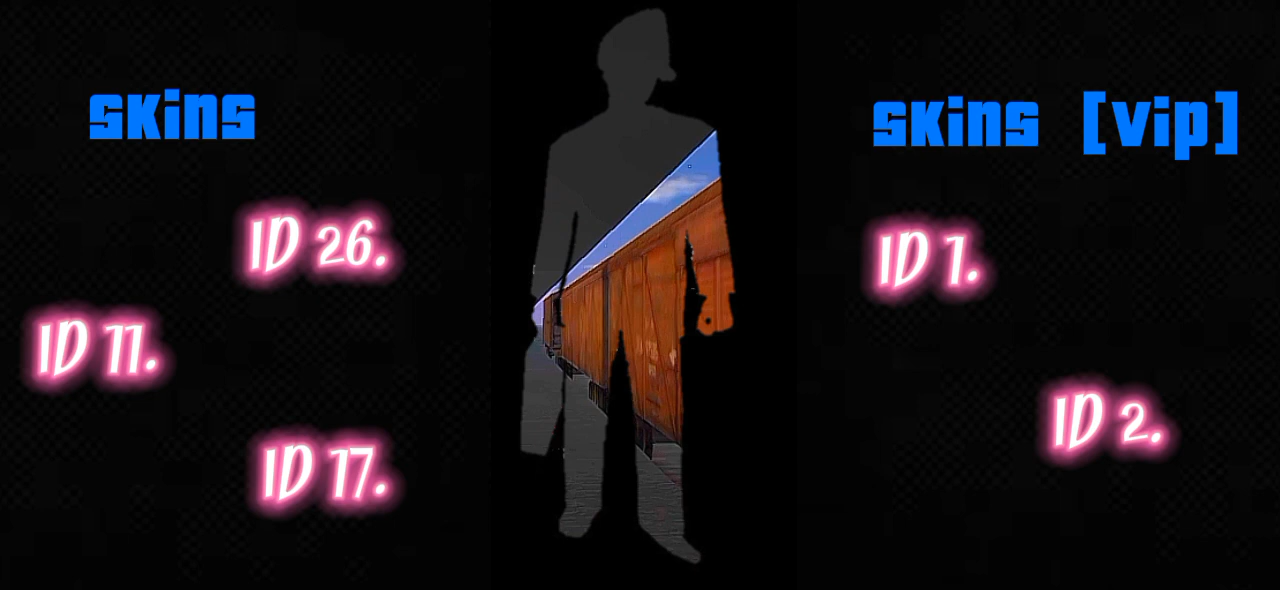 skins
ID 26.
ID 11.
ID 17.
skins [vip]
ID 1.
ID 2.